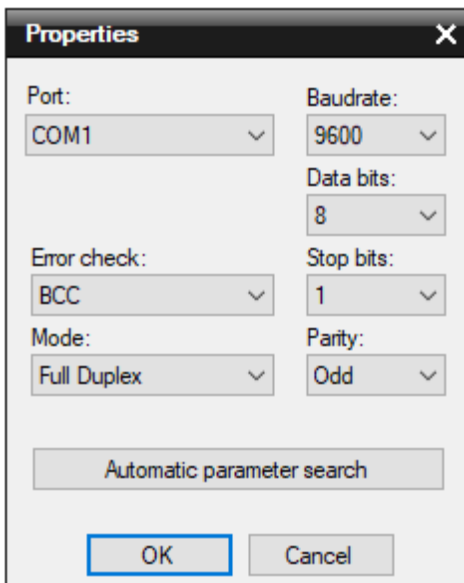 Properties
Port:
Baudrate:
COM1
9600
Data bits:
8
Error check:
Stop bits:
BCC
1
Mode:
Parity:
Full Duplex
Odd
Automatic parameter search
OK
Cancel